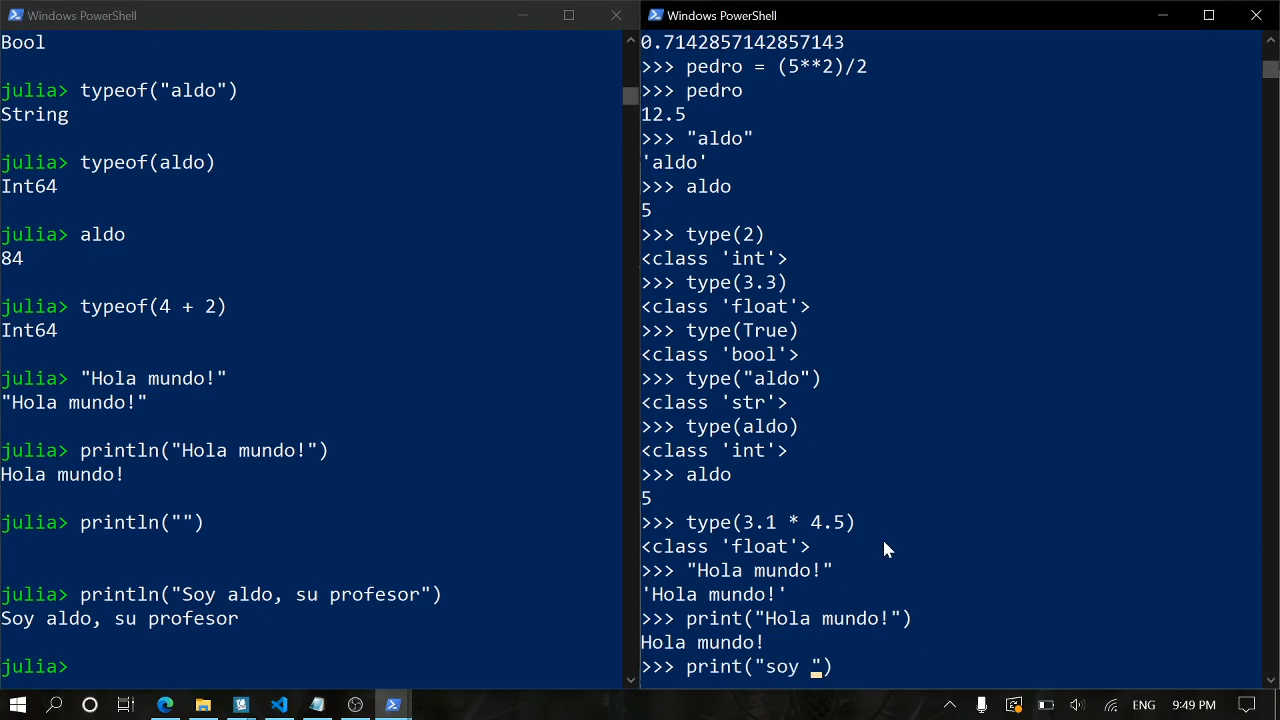 Windows PowerShell
Bool
julia> typeof("aldo")
String
julia> typeof(aldo)
Int64
julia> aldo
84
julia> typeof(4 + 2)
Int64
julia> "Hola mundo!"
"Hola mundo!"
julia> println("Hola mundo!")
Hola mundo!
julia> println("")
julia> println("Soy aldo, su profesor")
Soy aldo, su profesor
julia>
Windows PowerShell
0.7142857142857143
>>> pedro = (5**2)/2
>>> pedro
12.5
>>> "aldo"
'aldo'
>>> aldo
5
>>> type(2)
<class 'int'>
>>> type(3.3)
<class 'float'>
>>> type(True)
<class 'bool'>
>>> type("aldo")
<class 'str'>
>>> type(aldo)
<class 'int'>
>>> aldo
5
>>> type(3.1 * 4.5)
<class 'float'>
>>> "Hola mundo!"
'Hola mundo!'
>>> print("Hola mundo!")
Hola mundo!
>>> print("soy ")
ENG 9:49 PM